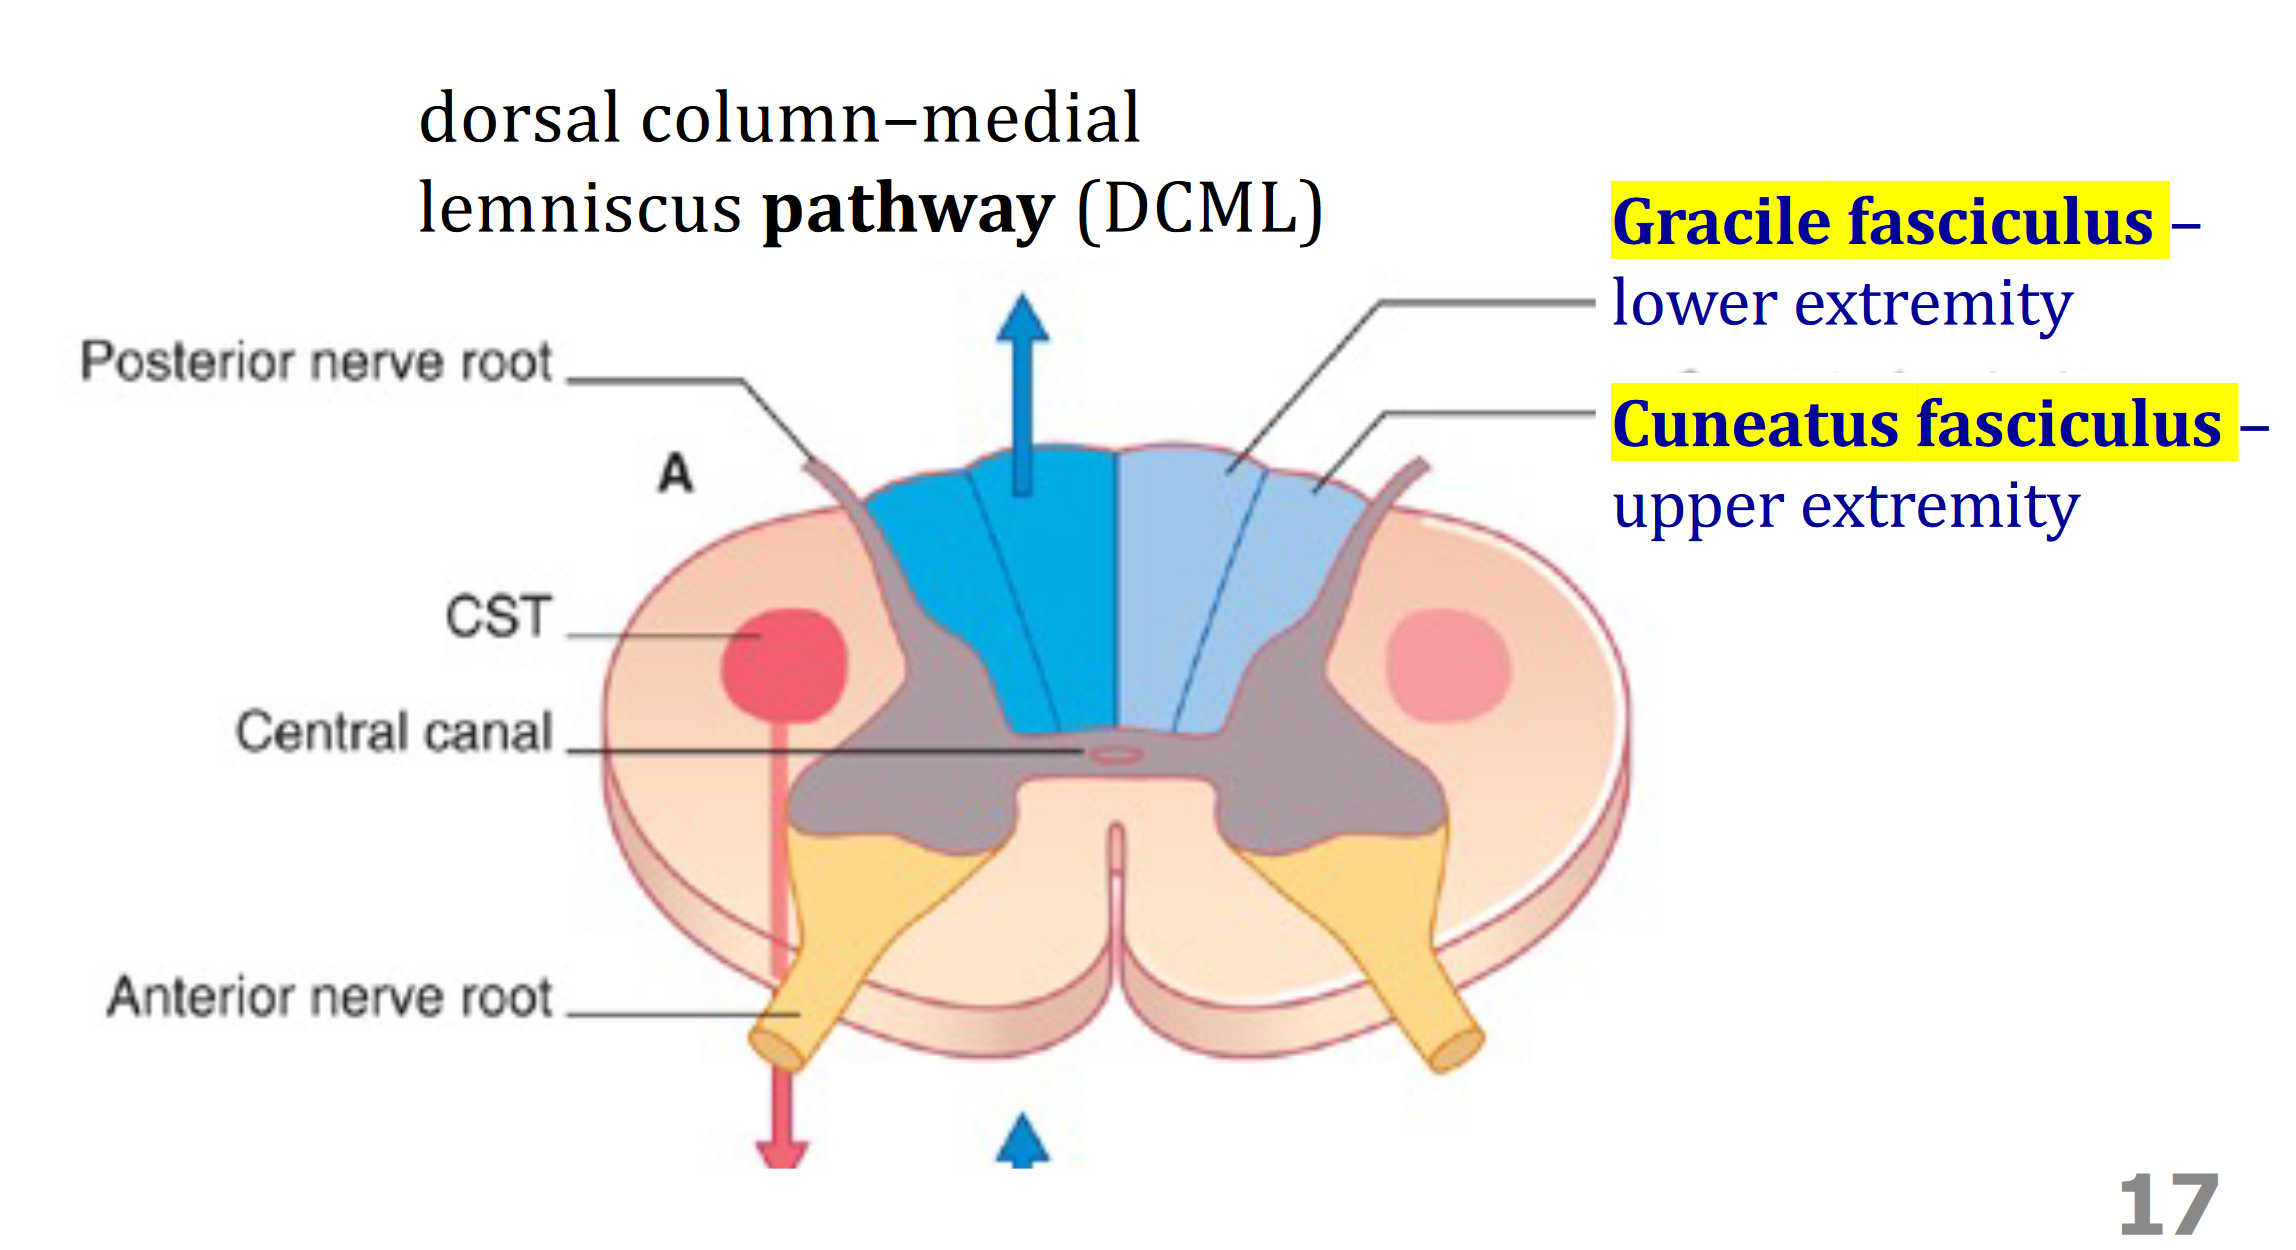 dorsal column–medial
lemniscus pathway (DCML)
Gracile fasciculus –
lower extremity
Posterior nerve root
Cuneatus fasciculus –
upper extremity
A
CST
Central canal
Anterior nerve root
17